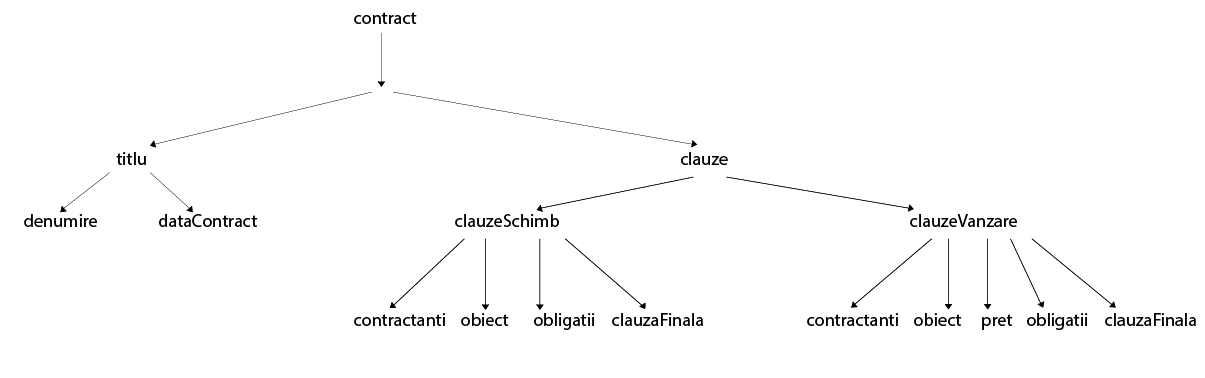 contract
titlu clauze
denumire dataContract clauzeSchimb clauzeVanzare
contractanti obiect obligatii clauzaFinala contractanti obiect pret obligatii clauzaFinala